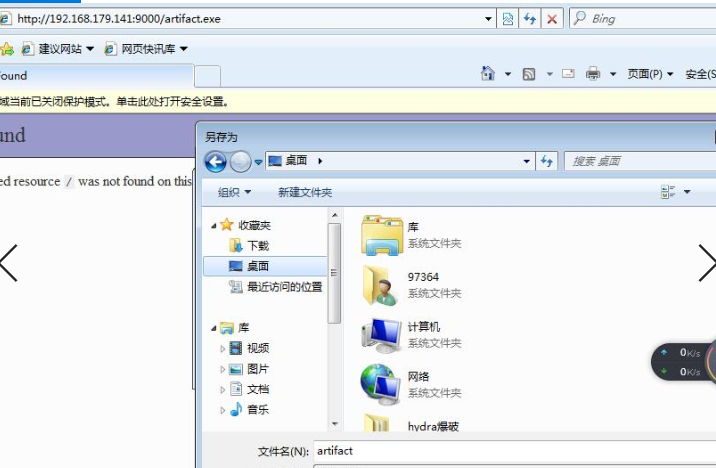 http://192.168.179.141:9000/artifact.exe
Bing
建议网站 网页快讯库
ound
页面(P) 安全(S
域当前已关闭保护模式。单击此处打开安全设置。
und
ed resource / was not found on this
另存为
桌面
搜索 桌面
组织 新建文件夹
收藏夹
下载
桌面
最近访问的位置
库
视频
图片
文档
音乐
库
系统文件夹
97364
系统文件夹
计算机
系统文件夹
网络
系统文件夹
hydra爆破
0K/s
0K/s
文件名(N): artifact